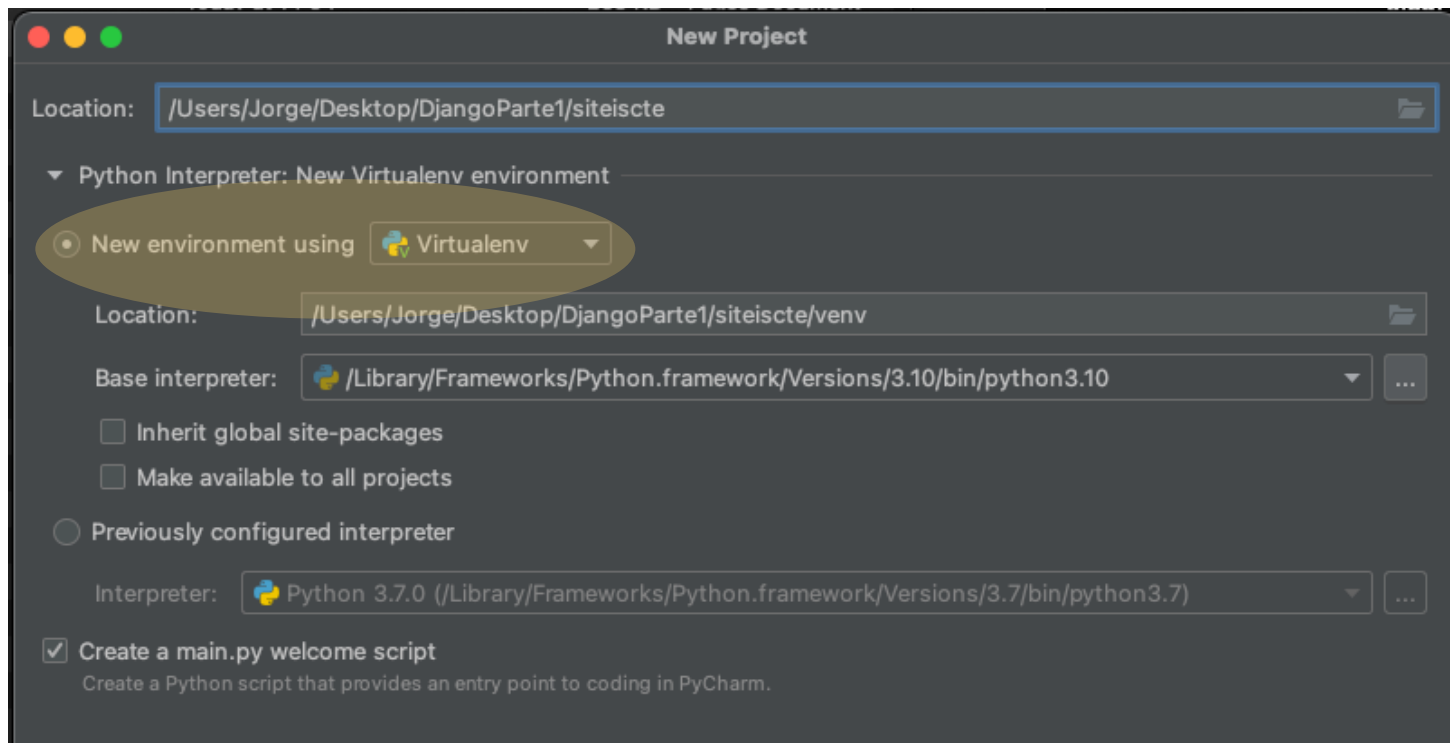 New Project
Location: /Users/Jorge/Desktop/DjangoParte1/siteiscte
Python Interpreter: New Virtualenv environment
New environment using Virtualenv
Location: /Users/Jorge/Desktop/DjangoParte1/siteiscte/venv
Base interpreter: /Library/Frameworks/Python.framework/Versions/3.10/bin/python3.10 ...
Inherit global site-packages
Make available to all projects
Previously configured interpreter
Interpreter: Python 3.7.0 (/Library/Frameworks/Python.framework/Versions/3.7/bin/python3.7) ...
Create a main.py welcome script
Create a Python script that provides an entry point to coding in PyCharm.